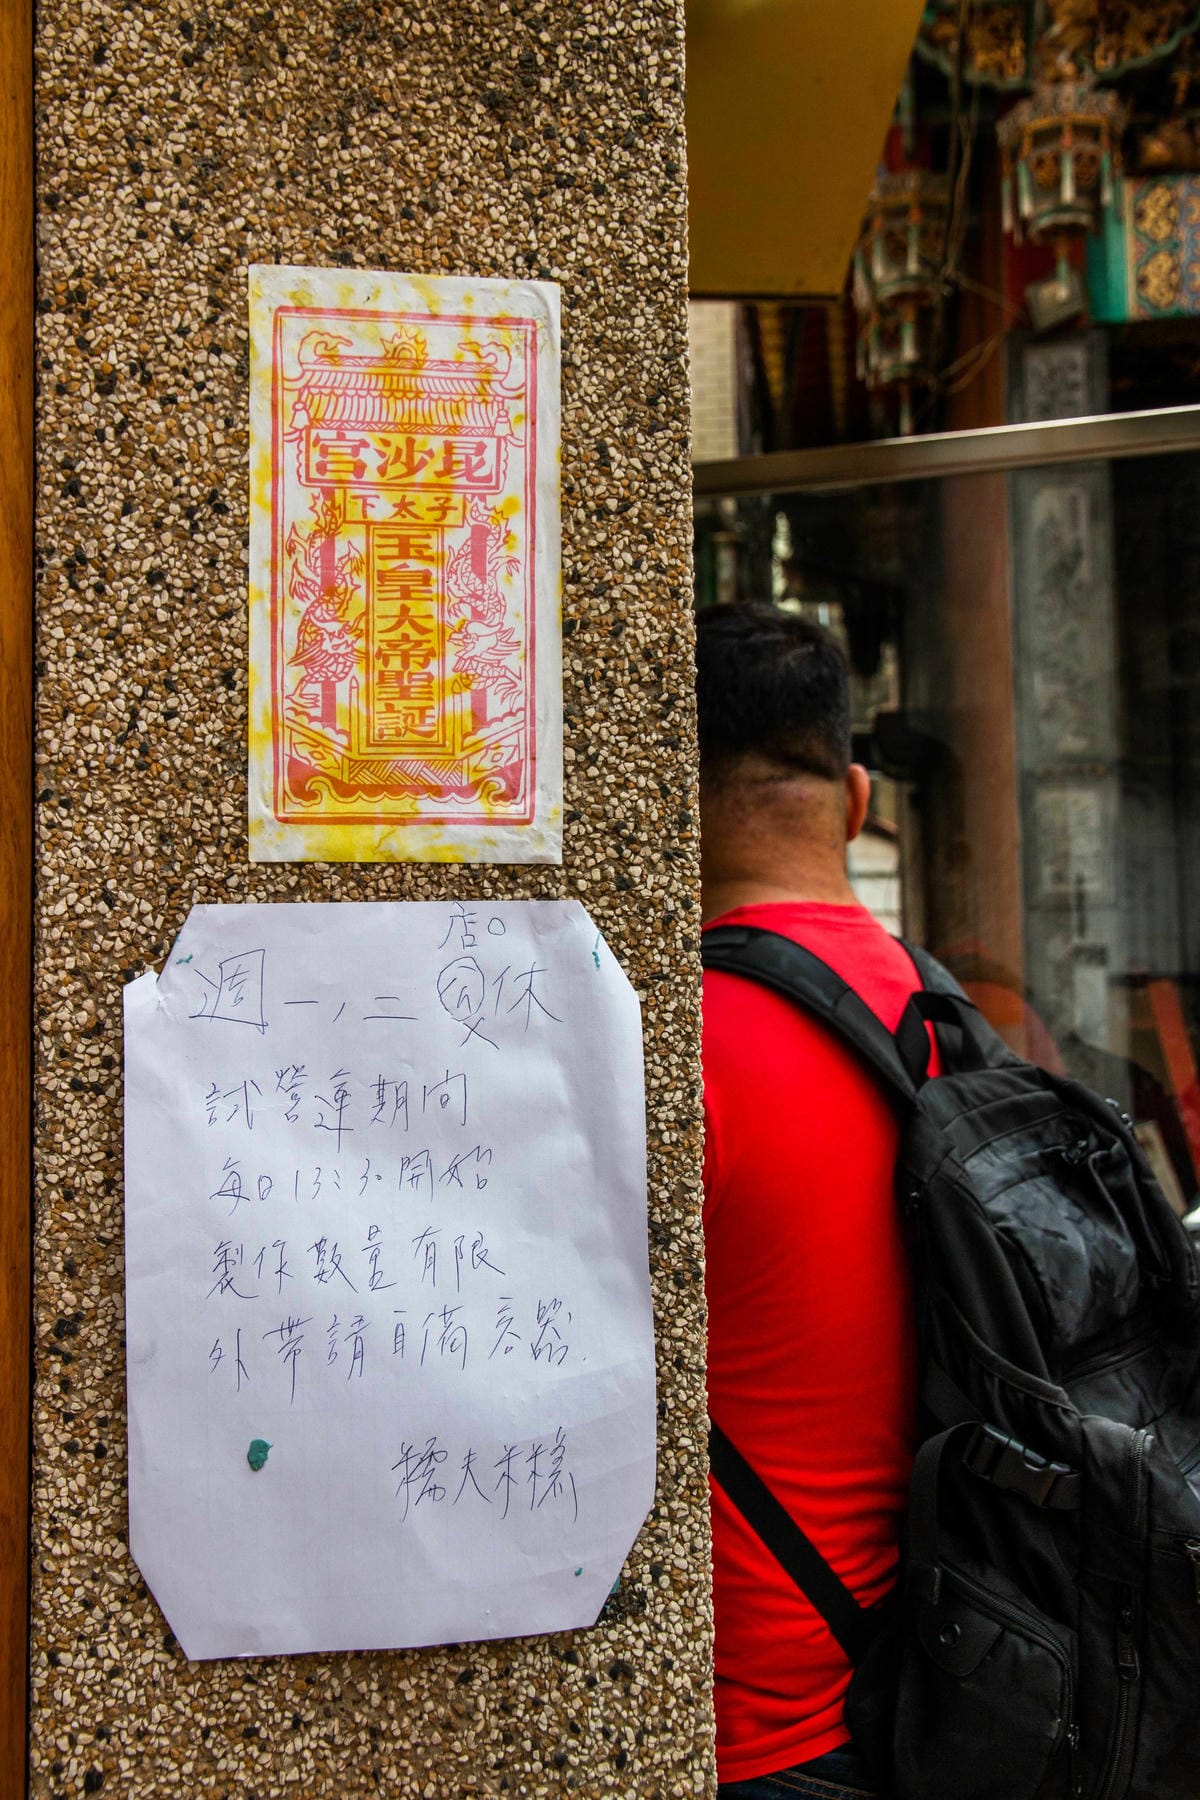 昆沙宮
下太子
玉皇大帝聖誕
店
週一,二 公休
試營運期間
每日13:30開始
製作數量有限
外帶請自備容器.
糯夫米糕